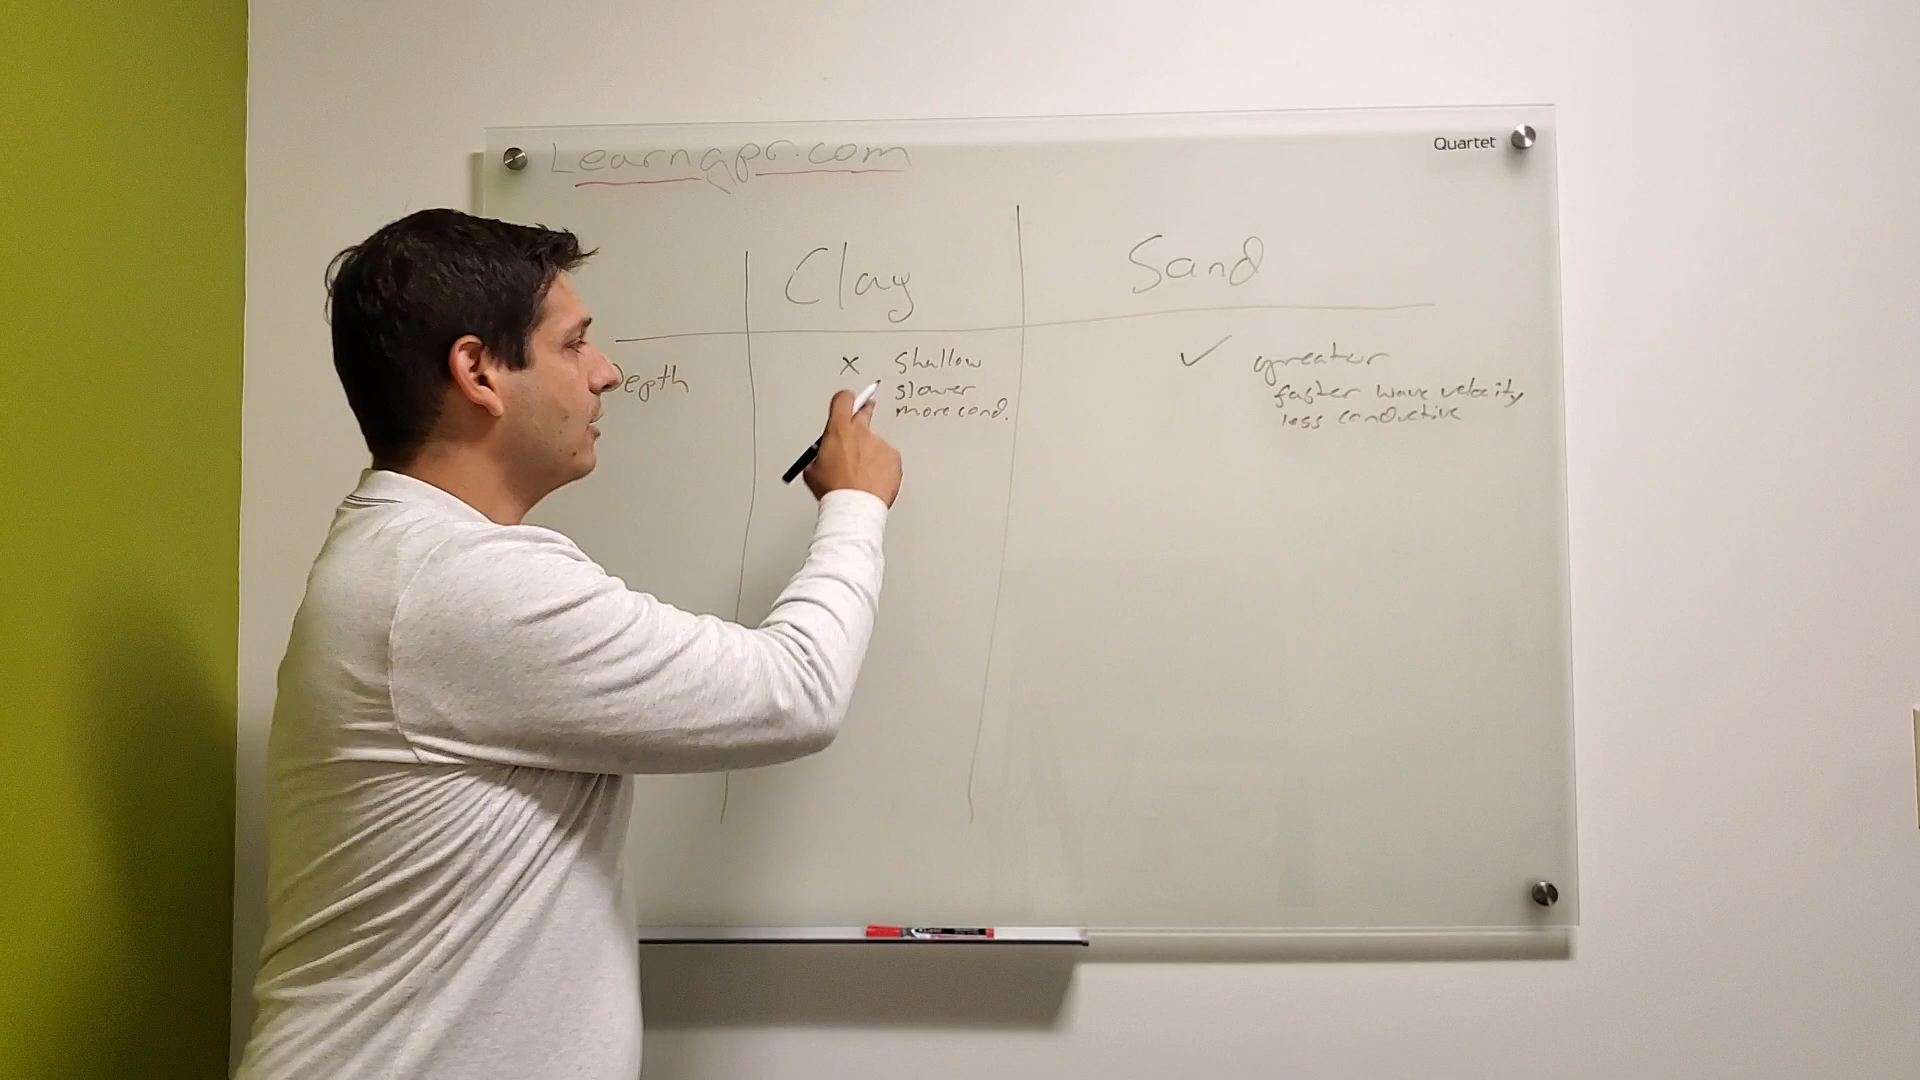 Learngpr.com
Quartet
Clay
Sand
Depth
x shallow
slower
more cond.
✓ greater
faster wave velocity
less conductive